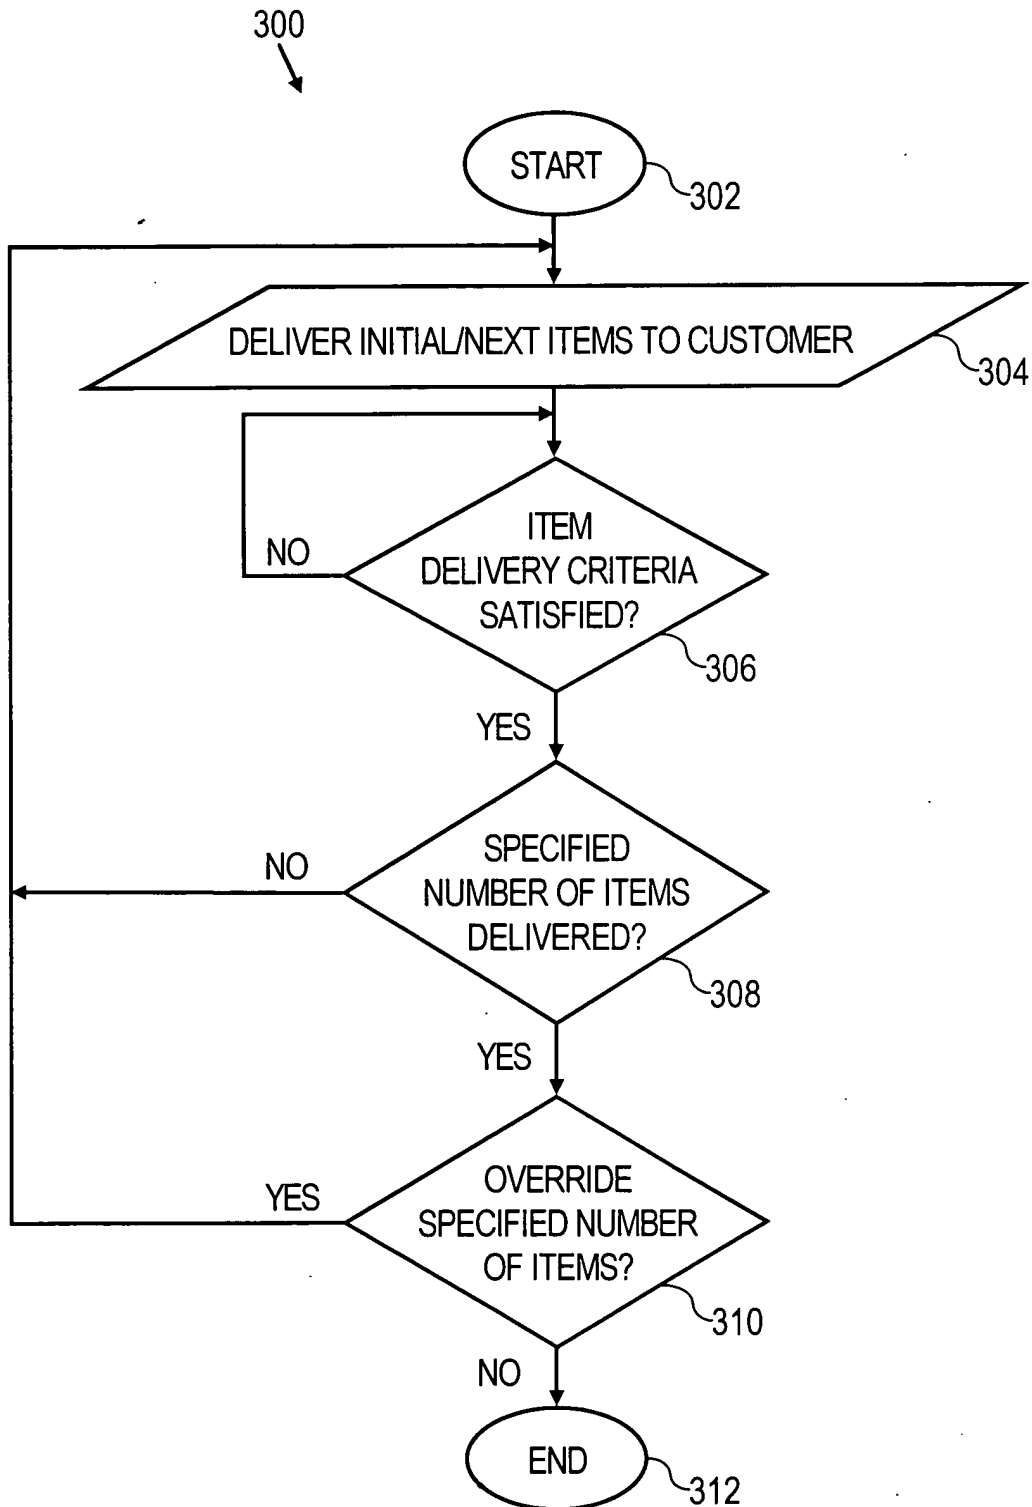 300
START
302
DELIVER INITIAL/NEXT ITEMS TO CUSTOMER
304
ITEM
DELIVERY CRITERIA
SATISFIED?
NO
306
YES
SPECIFIED
NUMBER OF ITEMS
DELIVERED?
NO
308
YES
OVERRIDE
SPECIFIED NUMBER
OF ITEMS?
YES
310
NO
END
312